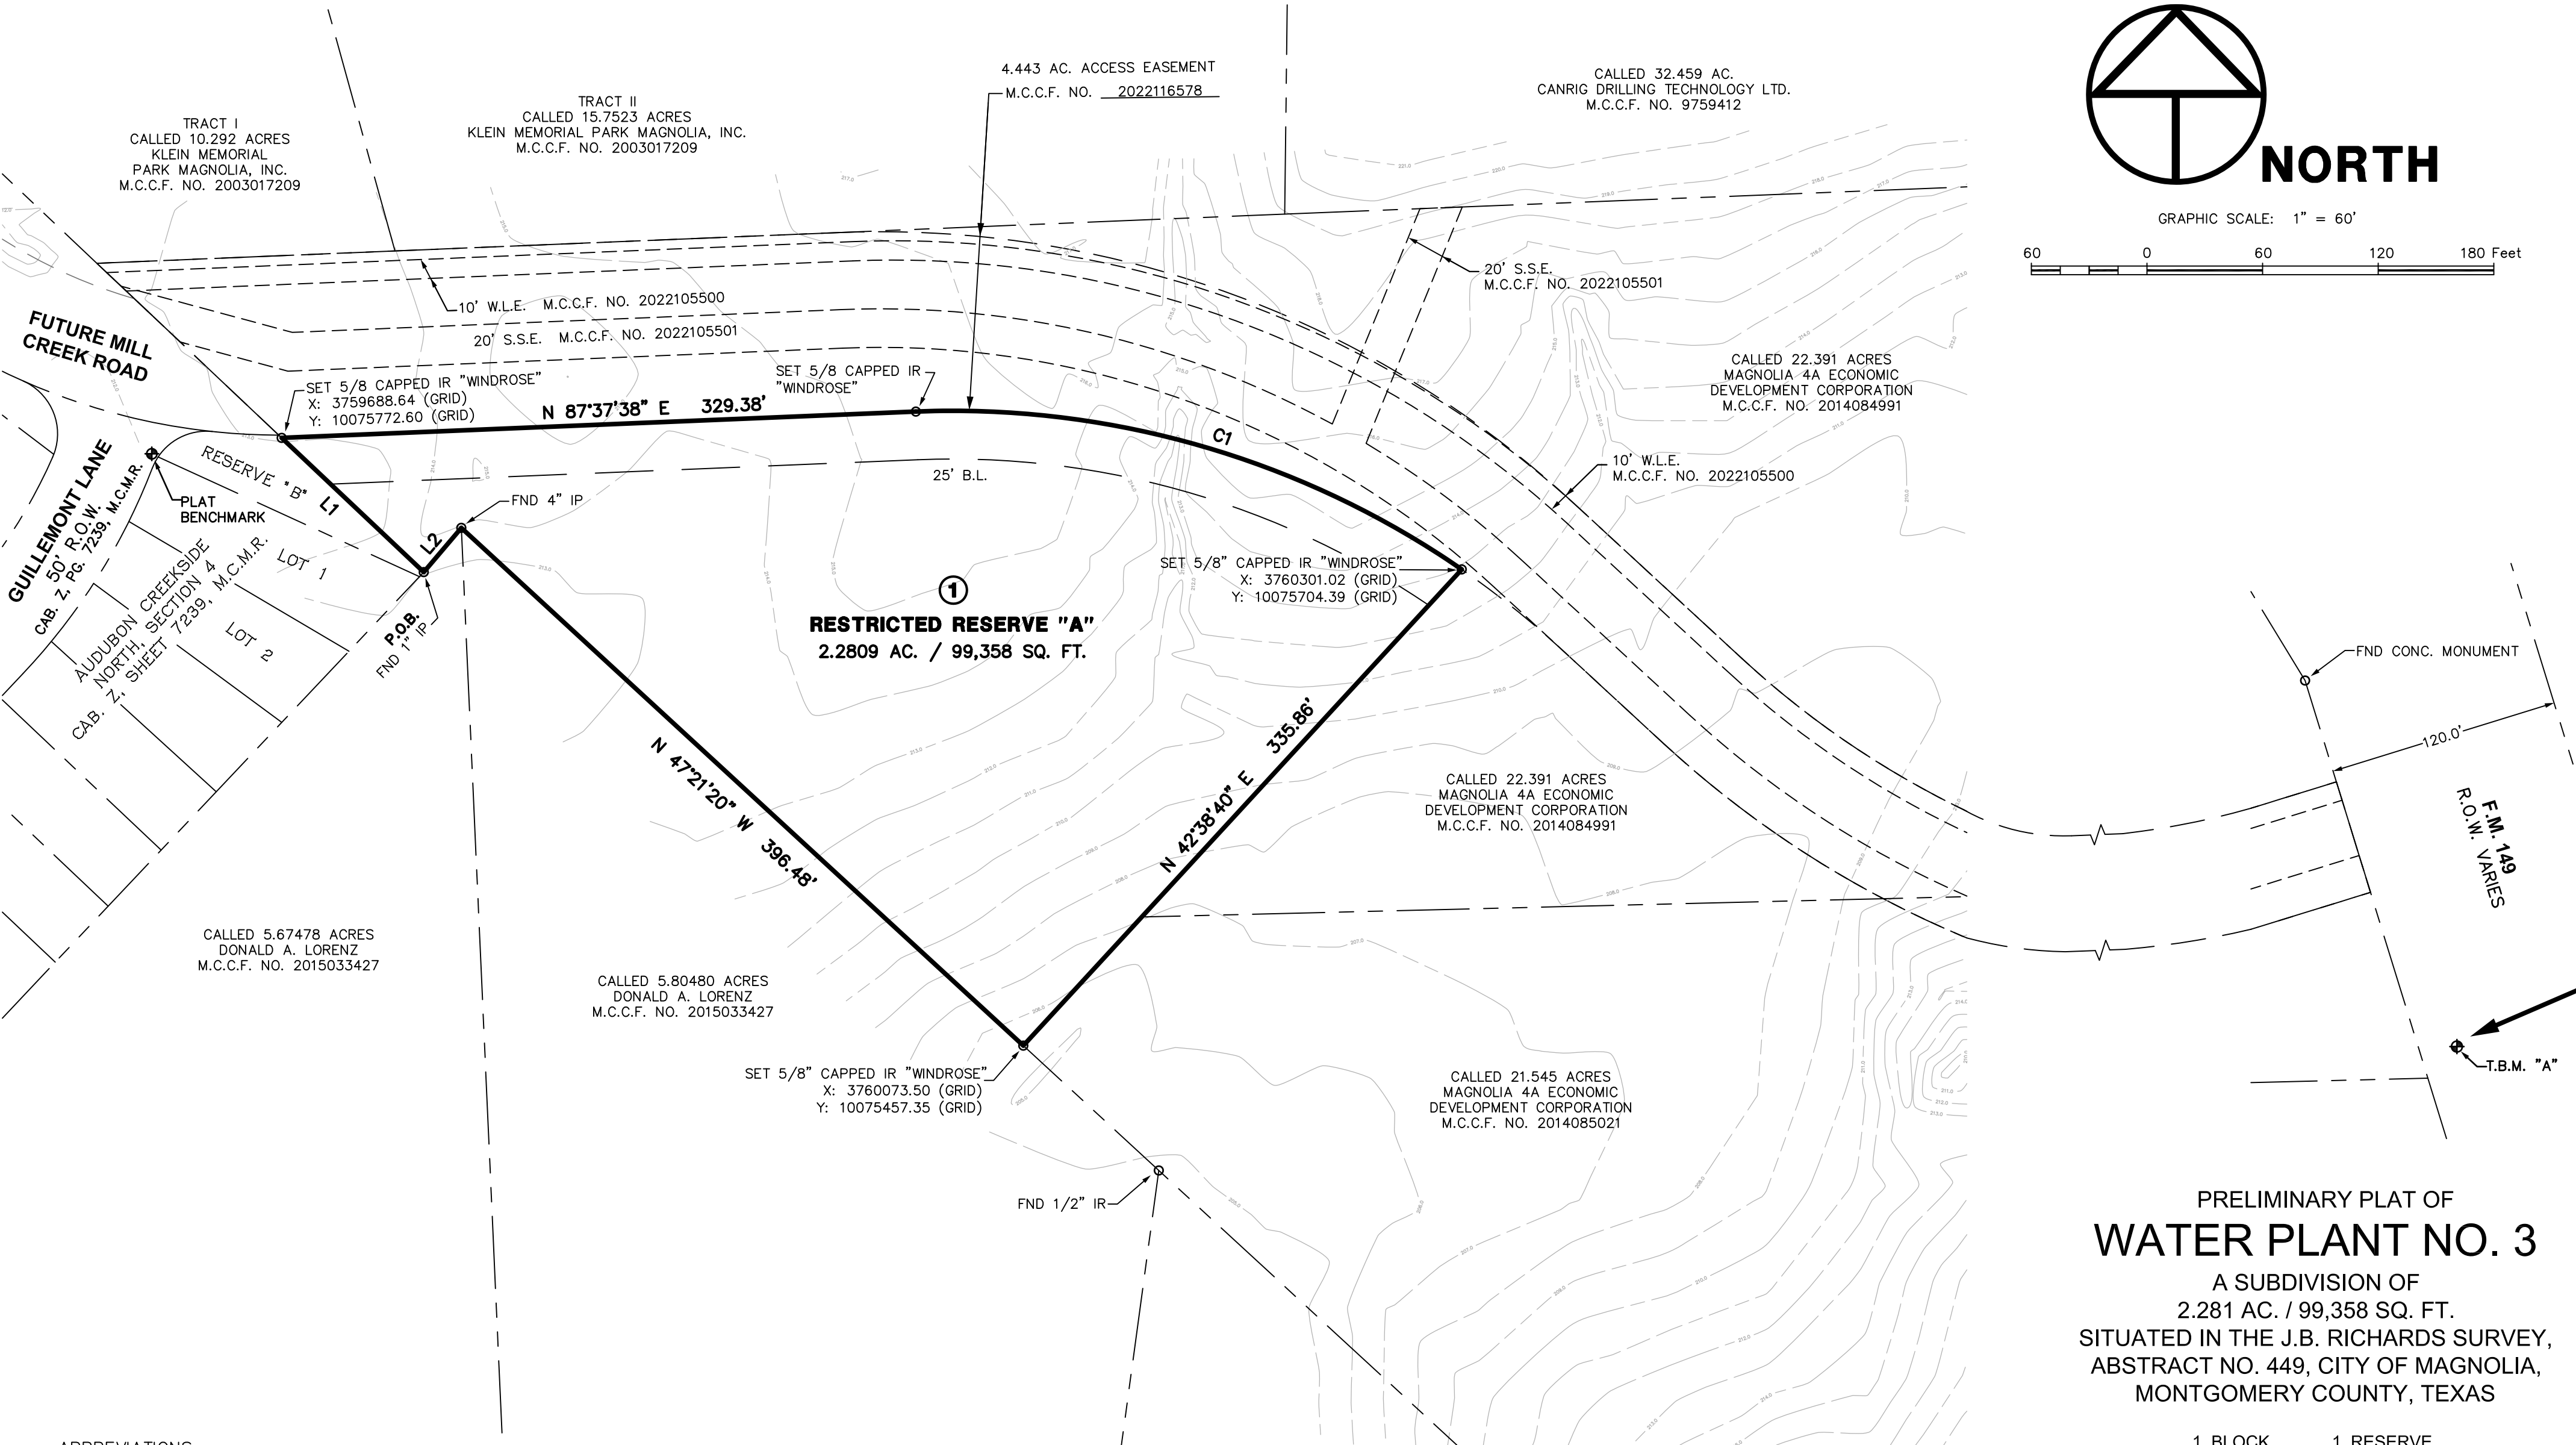 TRACT I
CALLED 10.292 ACRES
KLEIN MEMORIAL
PARK MAGNOLIA, INC.
M.C.C.F. NO. 2003017209
TRACT II
CALLED 15.7523 ACRES
KLEIN MEMORIAL PARK MAGNOLIA, INC.
M.C.C.F. NO. 2003017209
4.443 AC. ACCESS EASEMENT
M.C.C.F. NO. 2022116578
CALLED 32.459 AC.
CANRIG DRILLING TECHNOLOGY LTD.
M.C.C.F. NO. 9759412
NORTH
GRAPHIC SCALE: 1" = 60'
60 0 60 120 180 Feet
10' W.L.E. M.C.C.F. NO. 2022105500
20' S.S.E. M.C.C.F. NO. 2022105501
20' S.S.E.
M.C.C.F. NO. 2022105501
FUTURE MILL
CREEK ROAD
SET 5/8 CAPPED IR "WINDROSE"
X: 3759688.64 (GRID)
Y: 10075772.60 (GRID)
SET 5/8 CAPPED IR
"WINDROSE"
N 87°37'38" E 329.38'
C1
CALLED 22.391 ACRES
MAGNOLIA 4A ECONOMIC
DEVELOPMENT CORPORATION
M.C.C.F. NO. 2014084991
10' W.L.E.
M.C.C.F. NO. 2022105500
25' B.L.
GUILLEMONT LANE
50' R.O.W.
CAB. Z, PG. 7239, M.C.M.R.
RESERVE "B"
L1
PLAT
BENCHMARK
L2
FND 4" IP
LOT 1
LOT 2
AUDUBON CREEKSIDE
NORTH, SECTION 4
CAB. Z, SHEET 7239, M.C.M.R.
P.O.B.
FND 1" IP
1
RESTRICTED RESERVE "A"
2.2809 AC. / 99,358 SQ. FT.
SET 5/8" CAPPED IR "WINDROSE"
X: 3760301.02 (GRID)
Y: 10075704.39 (GRID)
N 47°21'20" W 396.48'
N 42°38'40" E 335.86'
FND CONC. MONUMENT
120.0'
F.M. 149
R.O.W. VARIES
T.B.M. "A"
CALLED 22.391 ACRES
MAGNOLIA 4A ECONOMIC
DEVELOPMENT CORPORATION
M.C.C.F. NO. 2014084991
CALLED 5.67478 ACRES
DONALD A. LORENZ
M.C.C.F. NO. 2015033427
CALLED 5.80480 ACRES
DONALD A. LORENZ
M.C.C.F. NO. 2015033427
SET 5/8" CAPPED IR "WINDROSE"
X: 3760073.50 (GRID)
Y: 10075457.35 (GRID)
CALLED 21.545 ACRES
MAGNOLIA 4A ECONOMIC
DEVELOPMENT CORPORATION
M.C.C.F. NO. 2014085021
FND 1/2" IR
PRELIMINARY PLAT OF
WATER PLANT NO. 3
A SUBDIVISION OF
2.281 AC. / 99,358 SQ. FT.
SITUATED IN THE J.B. RICHARDS SURVEY,
ABSTRACT NO. 449, CITY OF MAGNOLIA,
MONTGOMERY COUNTY, TEXAS
1 BLOCK 1 RESERVE
ABBREVIATIONS